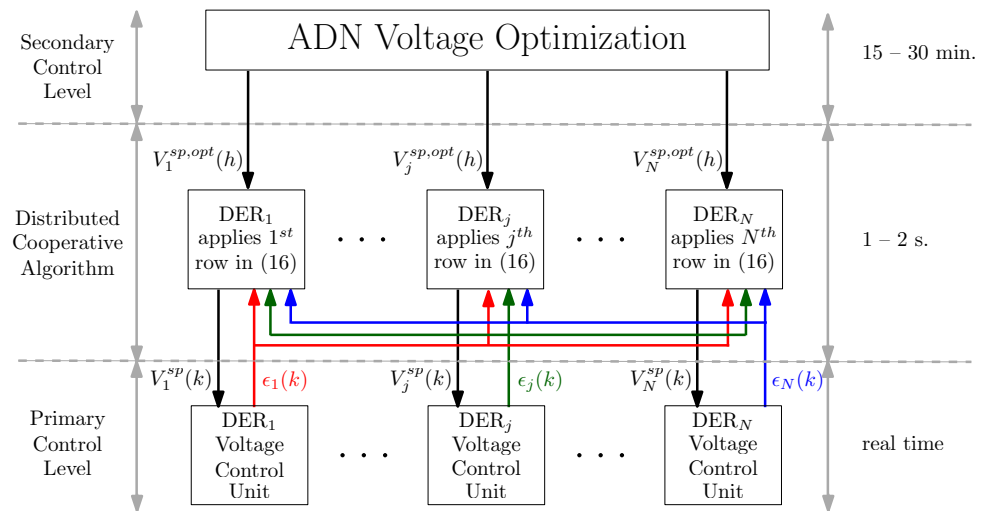 Secondary
Control
Level
ADN Voltage Optimization
15 – 30 min.
V_1^{sp,opt}(h)
V_j^{sp,opt}(h)
V_N^{sp,opt}(h)
Distributed
Cooperative
Algorithm
DER_1
applies 1^{st}
row in (16)
· · ·
DER_j
applies j^{th}
row in (16)
· · ·
DER_N
applies N^{th}
row in (16)
1 – 2 s.
V_1^{sp}(k)
ϵ_1(k)
V_j^{sp}(k)
ϵ_j(k)
V_N^{sp}(k)
ϵ_N(k)
Primary
Control
Level
DER_1
Voltage
Control
Unit
· · ·
DER_j
Voltage
Control
Unit
· · ·
DER_N
Voltage
Control
Unit
real time